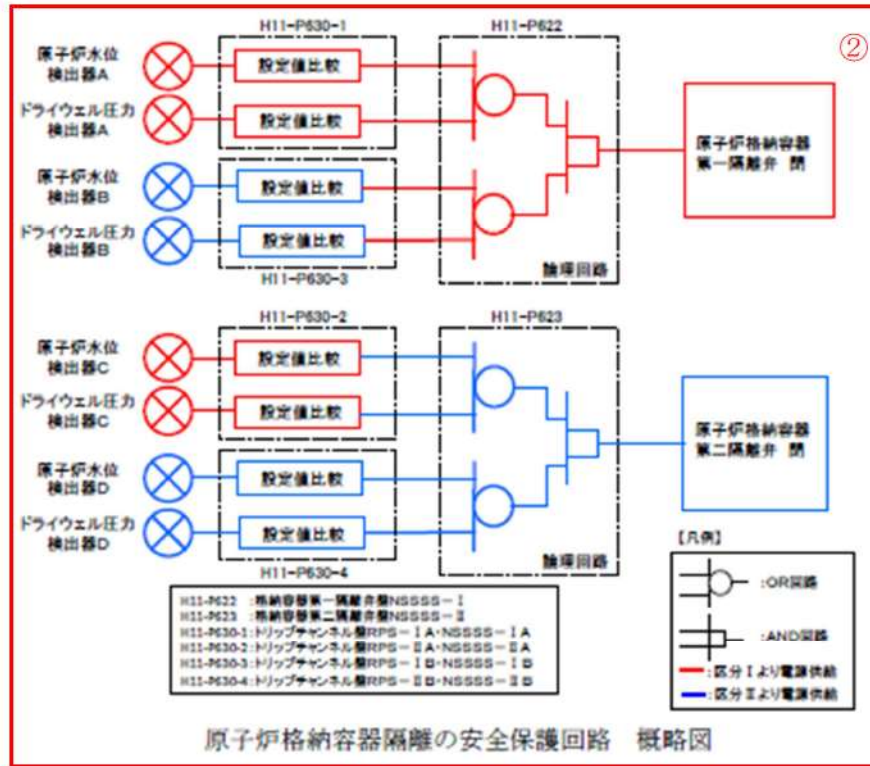 ②
H11-P630-1
H11-P622
原子炉水位
検出器A
設定値比較
ドライウェル圧力
検出器A
設定値比較
原子炉格納容器
第一隔離弁 閉
原子炉水位
検出器B
設定値比較
ドライウェル圧力
検出器B
設定値比較
論理回路
H11-P630-3
H11-P630-2
H11-P623
原子炉水位
検出器C
設定値比較
ドライウェル圧力
検出器C
設定値比較
原子炉格納容器
第二隔離弁 閉
原子炉水位
検出器D
設定値比較
ドライウェル圧力
検出器D
設定値比較
論理回路
H11-P630-4
【凡例】
:OR回路
:AND回路
:区分Ⅰより電源供給
:区分Ⅱより電源供給
H11-P622 :格納容器第一隔離弁盤NSSSS-Ⅰ
H11-P623 :格納容器第二隔離弁盤NSSSS-Ⅱ
H11-P630-1:トリップチャンネル盤RPS-ⅠA・NSSSS-ⅠA
H11-P630-2:トリップチャンネル盤RPS-ⅡA・NSSSS-ⅡA
H11-P630-3:トリップチャンネル盤RPS-ⅠB・NSSSS-ⅠB
H11-P630-4:トリップチャンネル盤RPS-ⅡB・NSSSS-ⅡB
原子炉格納容器隔離の安全保護回路 概略図